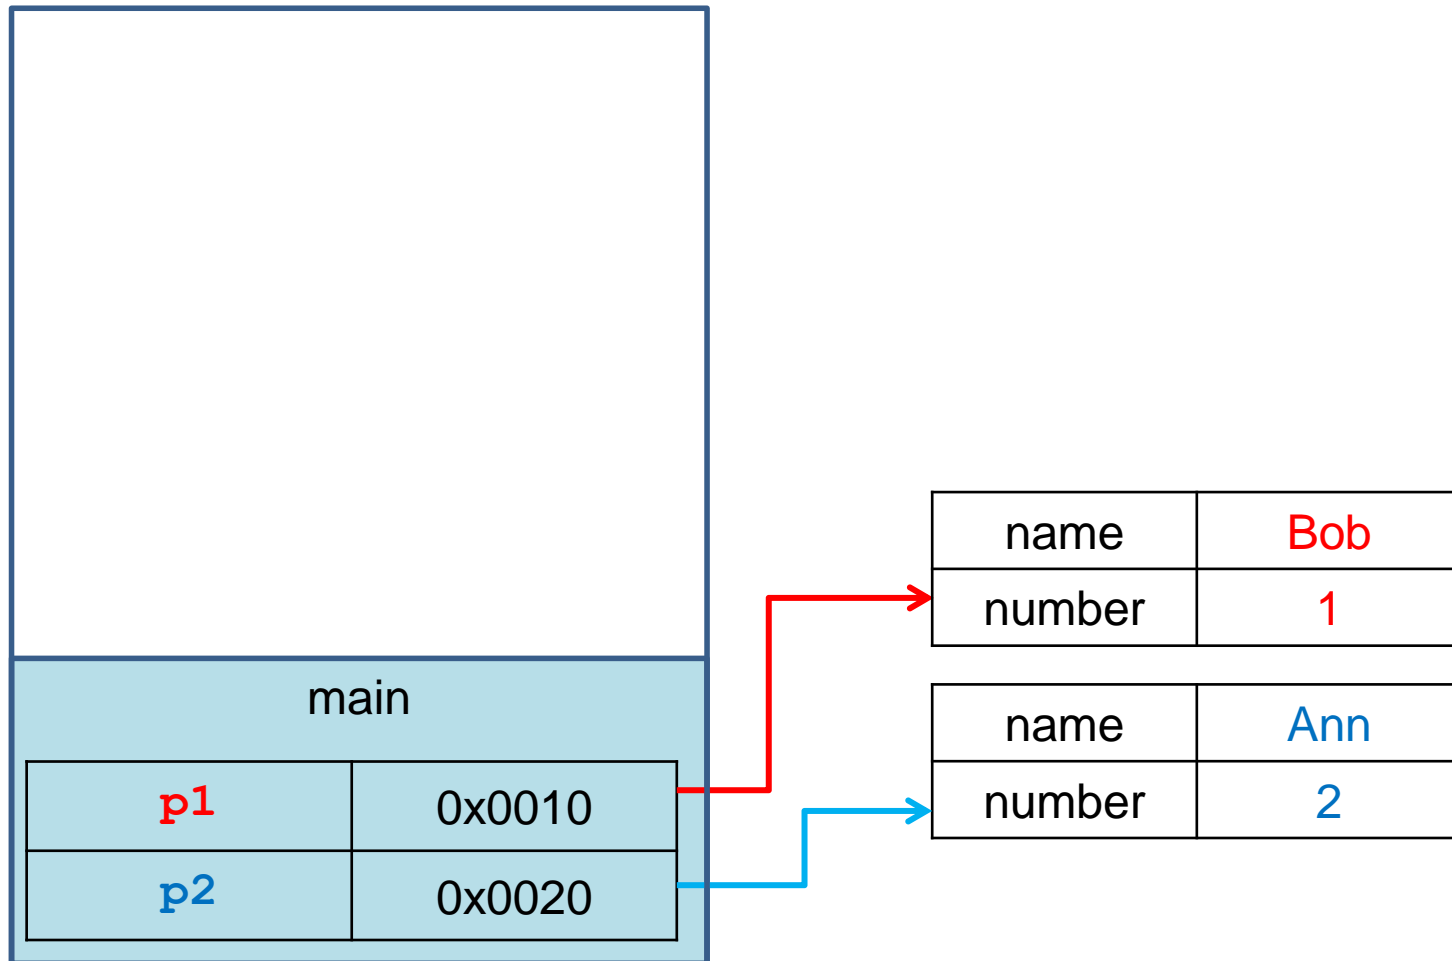 name Bob
number 1
main
name Ann
number 2
p1 0x0010
p2 0x0020